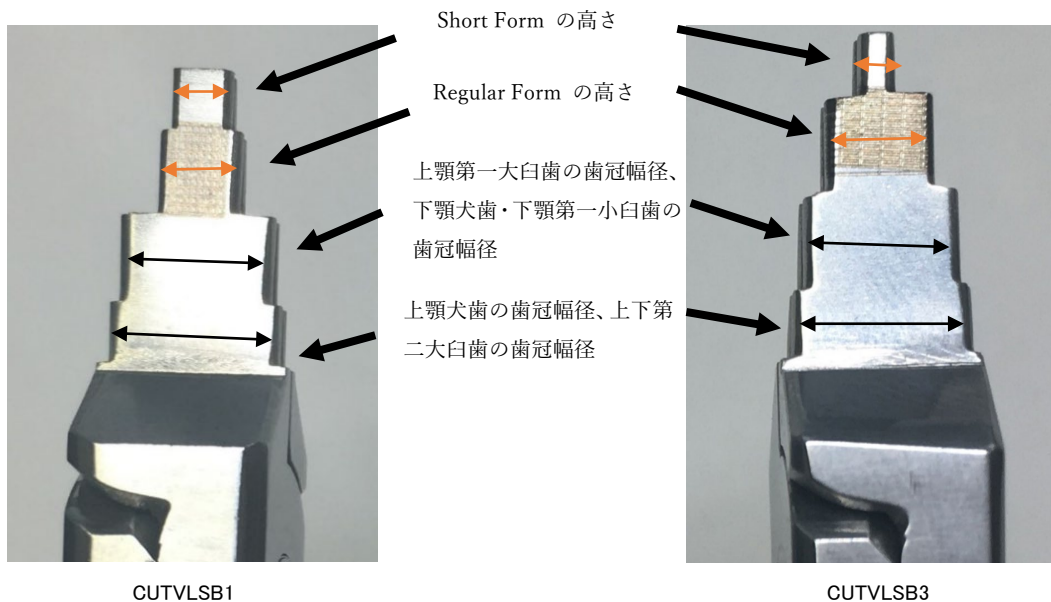 Short Form の高さ
Regular Form の高さ
上顎第一大臼歯の歯冠幅径、
下顎犬歯・下顎第一小臼歯の
歯冠幅径
上顎犬歯の歯冠幅径、上下第
二大臼歯の歯冠幅径
CUTVLSB1
CUTVLSB3